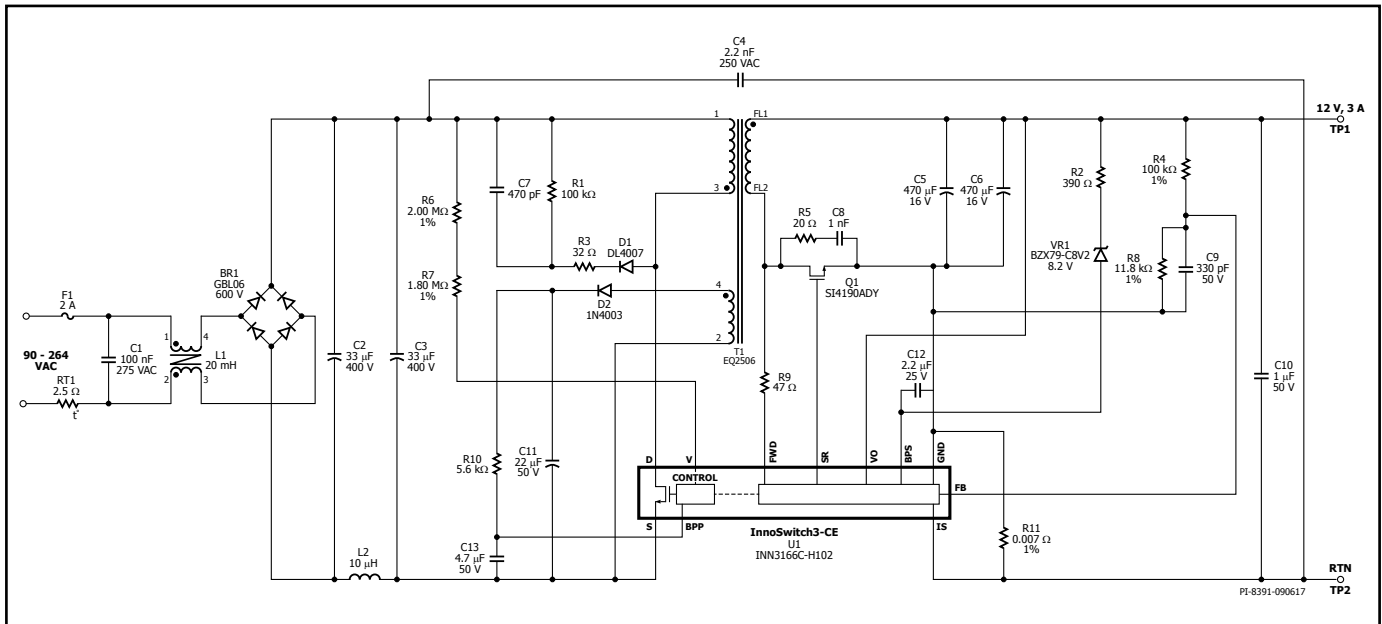 C4
2.2 nF
250 VAC
12 V, 3 A
TP1
1
FL1
3
FL2
C7
470 pF
R1
100 kΩ
R6
2.00 MΩ
1%
R3
32 Ω
D1
DL4007
R7
1.80 MΩ
1%
D2
1N4003
4
2
T1
EQ2506
C5
470 μF
16 V
C6
470 μF
16 V
R2
390 Ω
R4
100 kΩ
1%
R5
20 Ω
C8
1 nF
Q1
SI4190ADY
VR1
BZX79-C8V2
8.2 V
R8
11.8 kΩ
1%
C9
330 pF
50 V
BR1
GBL06
600 V
F1
2 A
90 - 264
VAC
C1
100 nF
275 VAC
1
4
2
3
L1
20 mH
RT1
2.5 Ω
t°
C2
33 μF
400 V
C3
33 μF
400 V
R9
47 Ω
C12
2.2 μF
25 V
C10
1 μF
50 V
R10
5.6 kΩ
C11
22 μF
50 V
D
V
FWD
SR
VO
BPS
GND
CONTROL
FB
S
BPP
IS
InnoSwitch3-CE
U1
INN3166C-H102
R11
0.007 Ω
1%
C13
4.7 μF
50 V
L2
10 μH
RTN
TP2
PI-8391-090617